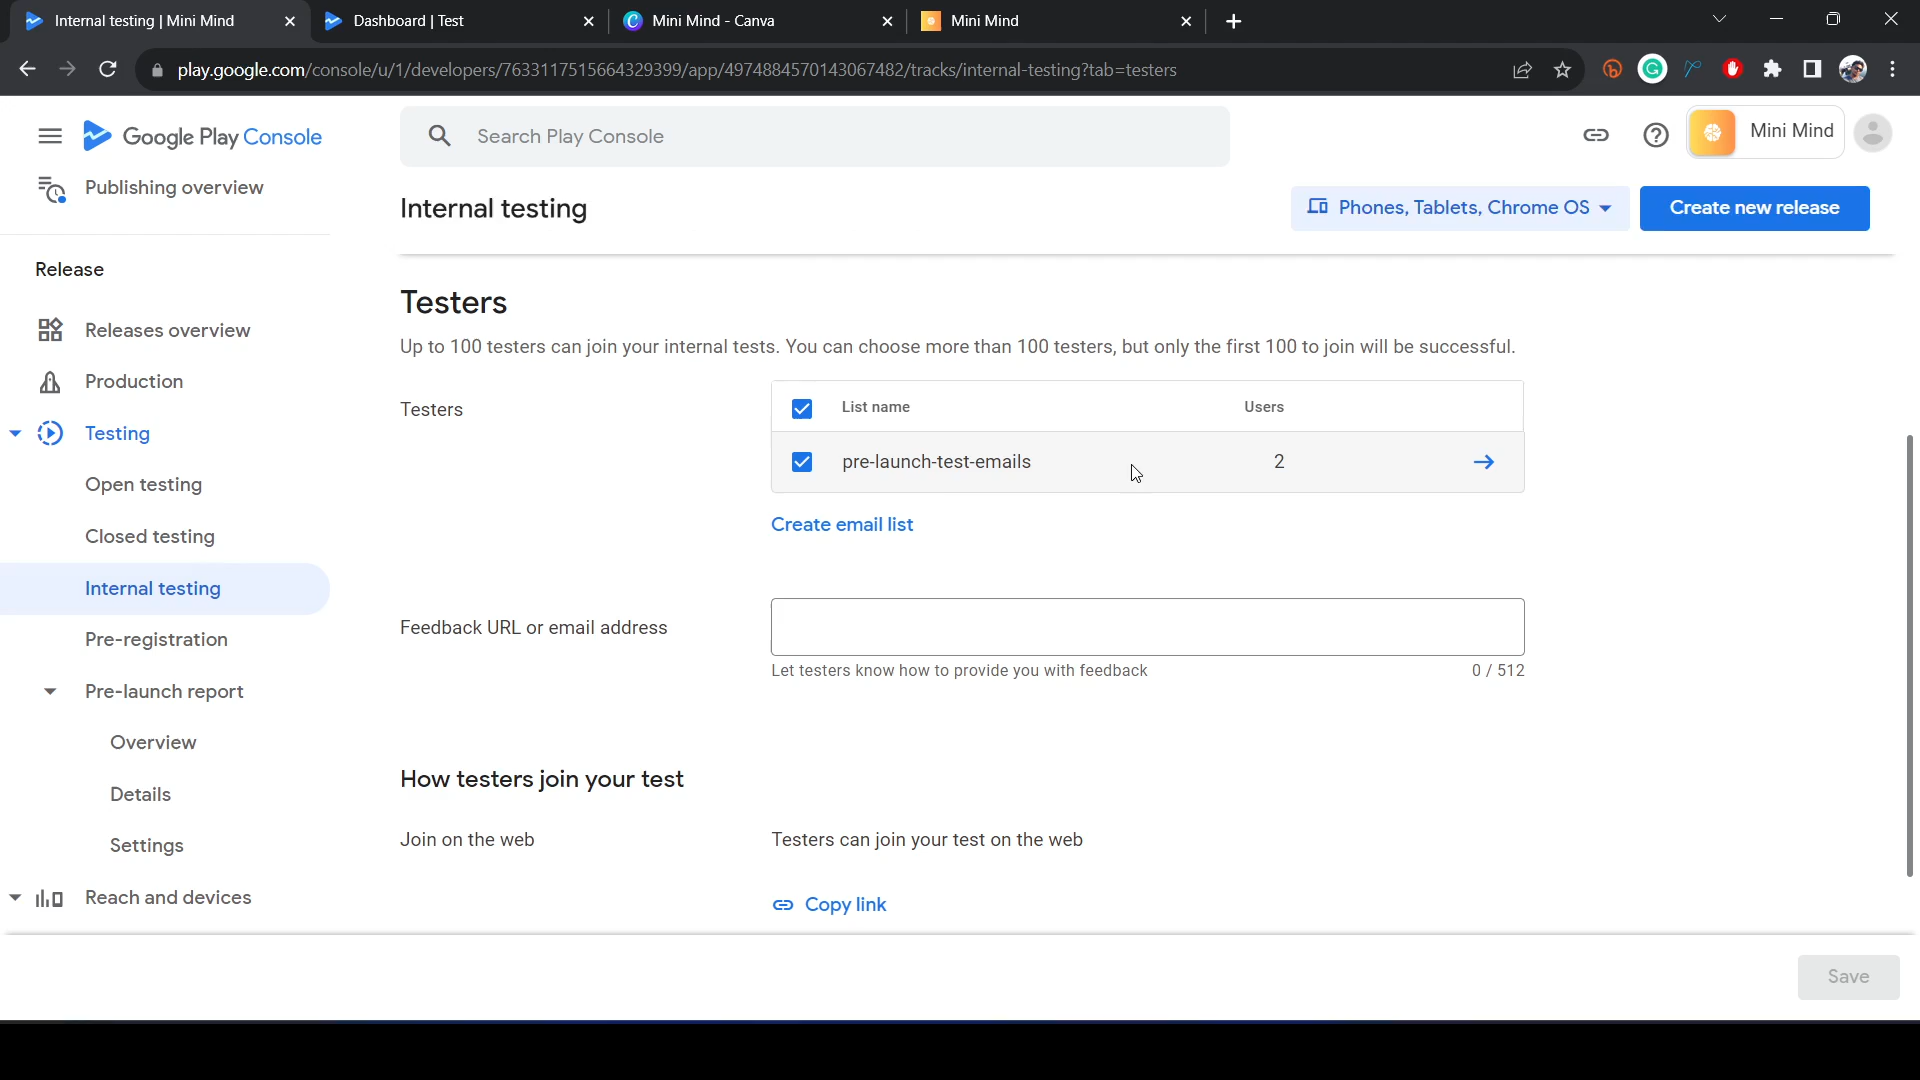 Internal testing | Mini Mind
Dashboard | Test
Mini Mind - Canva
Mini Mind
play.google.com/console/u/1/developers/7633117515664329399/app/4974884570143067482/tracks/internal-testing?tab=testers
Google Play Console
Search Play Console
Mini Mind
Publishing overview
Internal testing
Phones, Tablets, Chrome OS
Create new release
Release
Releases overview
Production
Testing
Open testing
Closed testing
Internal testing
Pre-registration
Pre-launch report
Overview
Details
Settings
Reach and devices
Testers
Up to 100 testers can join your internal tests. You can choose more than 100 testers, but only the first 100 to join will be successful.
Testers
List name Users
pre-launch-test-emails 2
Create email list
Feedback URL or email address
Let testers know how to provide you with feedback 0 / 512
How testers join your test
Join on the web Testers can join your test on the web
Copy link
Save